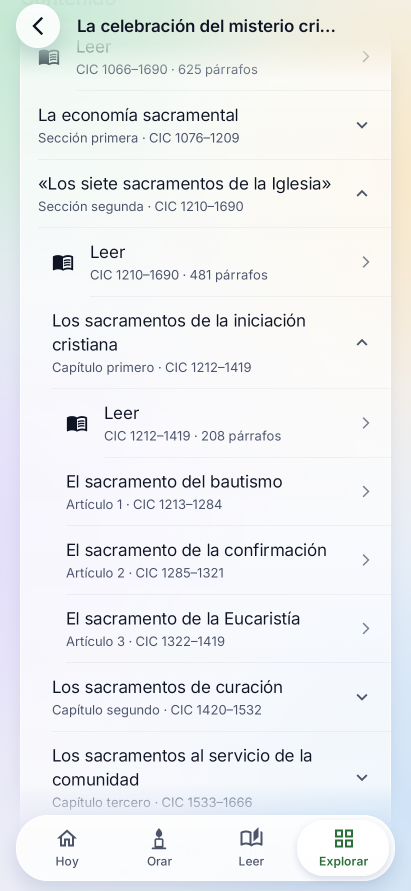 Contenido
La celebración del misterio cri...
Leer
CIC 1066–1690 · 625 párrafos
La economía sacramental
Sección primera · CIC 1076–1209
«Los siete sacramentos de la Iglesia»
Sección segunda · CIC 1210–1690
Leer
CIC 1210–1690 · 481 párrafos
Los sacramentos de la iniciación
cristiana
Capítulo primero · CIC 1212–1419
Leer
CIC 1212–1419 · 208 párrafos
El sacramento del bautismo
Artículo 1 · CIC 1213–1284
El sacramento de la confirmación
Artículo 2 · CIC 1285–1321
El sacramento de la Eucaristía
Artículo 3 · CIC 1322–1419
Los sacramentos de curación
Capítulo segundo · CIC 1420–1532
Los sacramentos al servicio de la
comunidad
Capítulo tercero · CIC 1533–1666
Hoy
Orar
Leer
Explorar